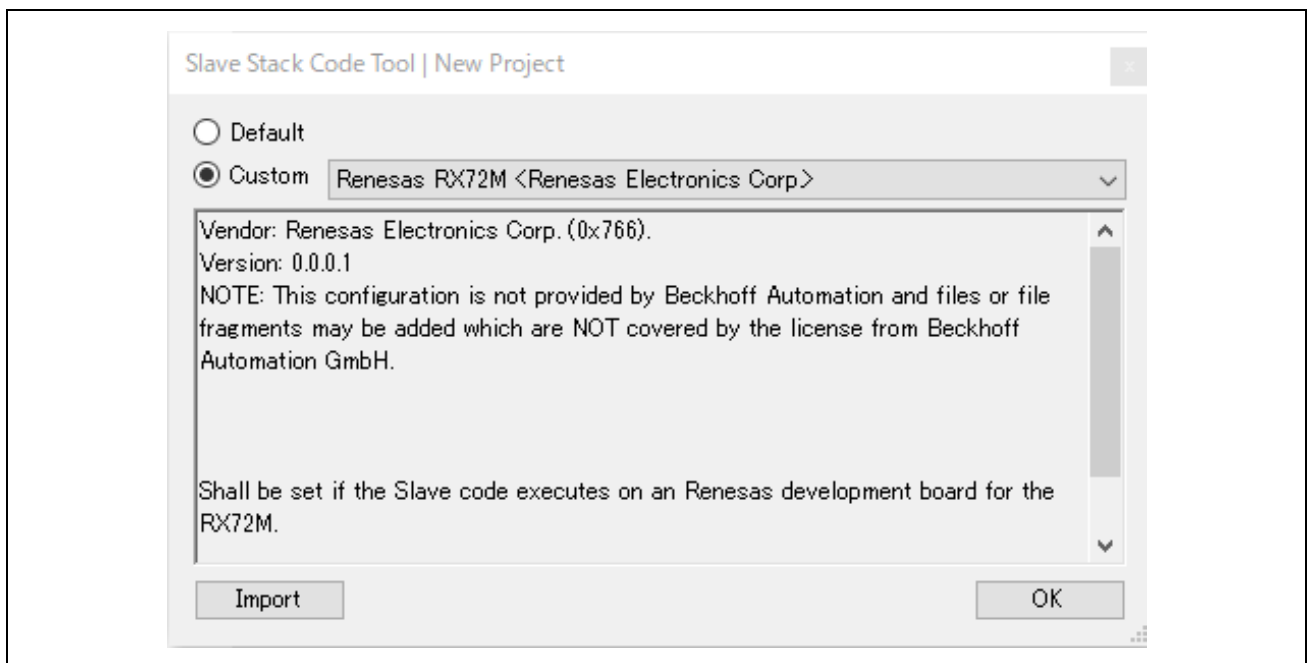 Slave Stack Code Tool | New Project
x
Default
Custom Renesas RX72M <Renesas Electronics Corp>
Vendor: Renesas Electronics Corp. (0x766).
Version: 0.0.0.1
NOTE: This configuration is not provided by Beckhoff Automation and files or file
fragments may be added which are NOT covered by the license from Beckhoff
Automation GmbH.
Shall be set if the Slave code executes on an Renesas development board for the
RX72M.
Import OK